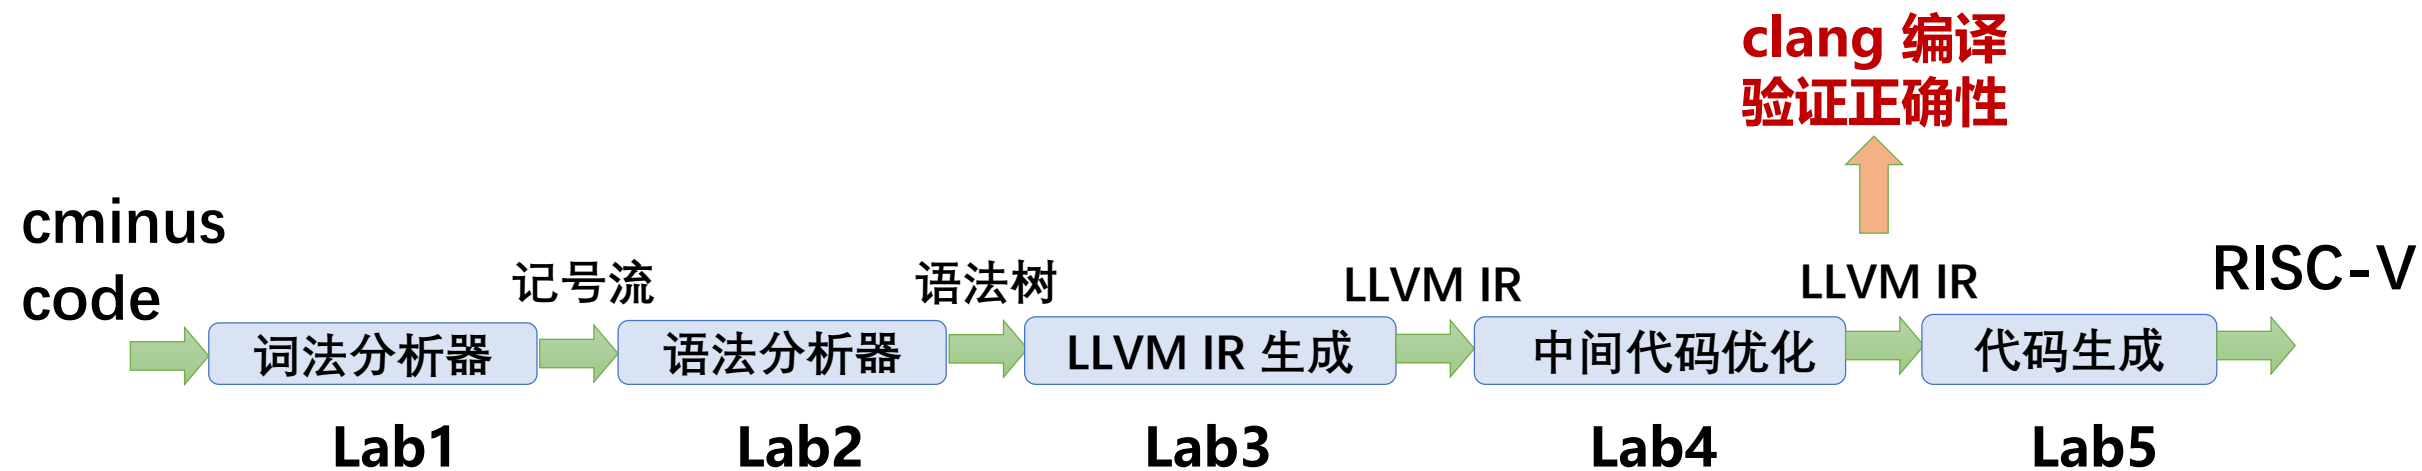 clang 编译
验证正确性
cminus
code
记号流
语法树
LLVM IR
LLVM IR
RISC-V
词法分析器
语法分析器
LLVM IR 生成
中间代码优化
代码生成
Lab1
Lab2
Lab3
Lab4
Lab5